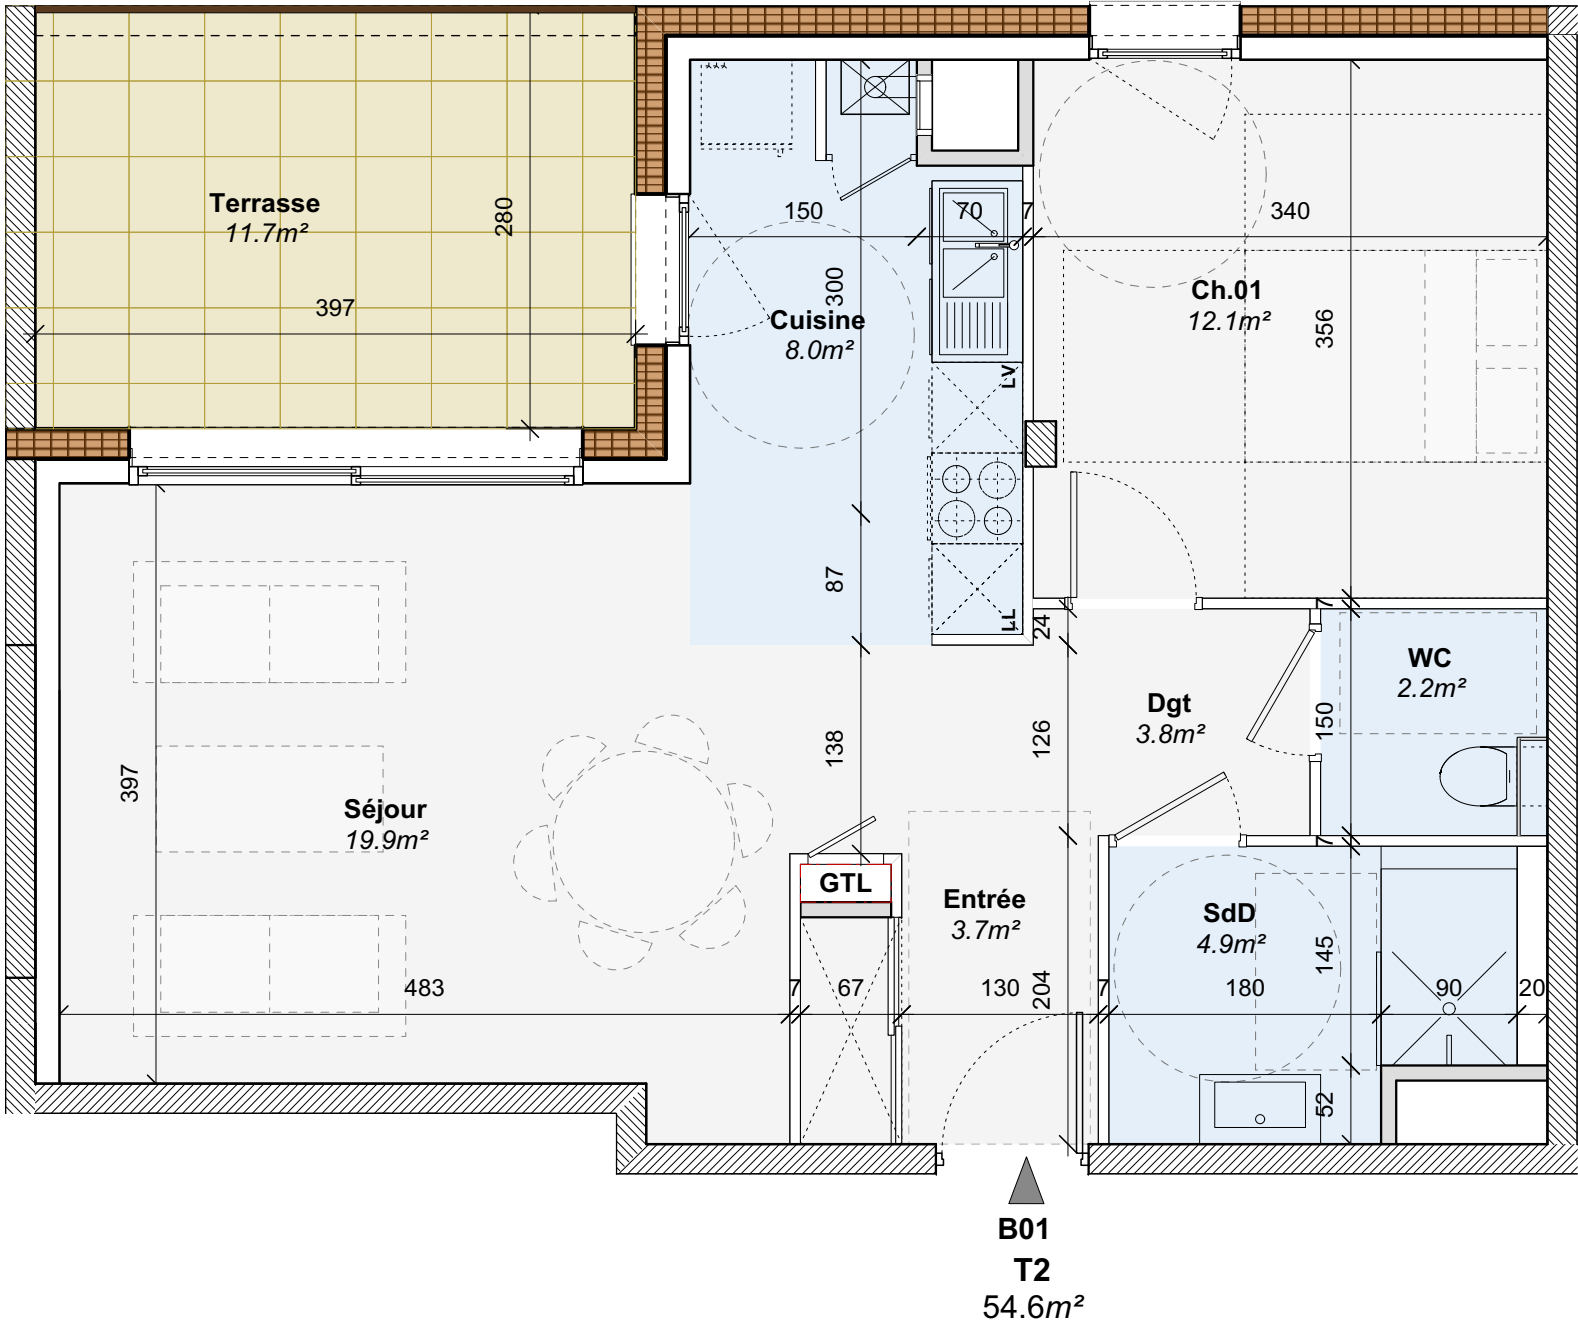 Terrasse
11.7m²
280
397
150
70
7
340
300
Cuisine
8.0m²
Ch.01
12.1m²
356
LV
87
LL
24
7
WC
2.2m²
Dgt
3.8m²
150
126
138
397
Séjour
19.9m²
7
GTL
Entrée
3.7m²
SdD
4.9m²
145
483
7
67
130
204
7
180
90
20
52
B01
T2
54.6m²